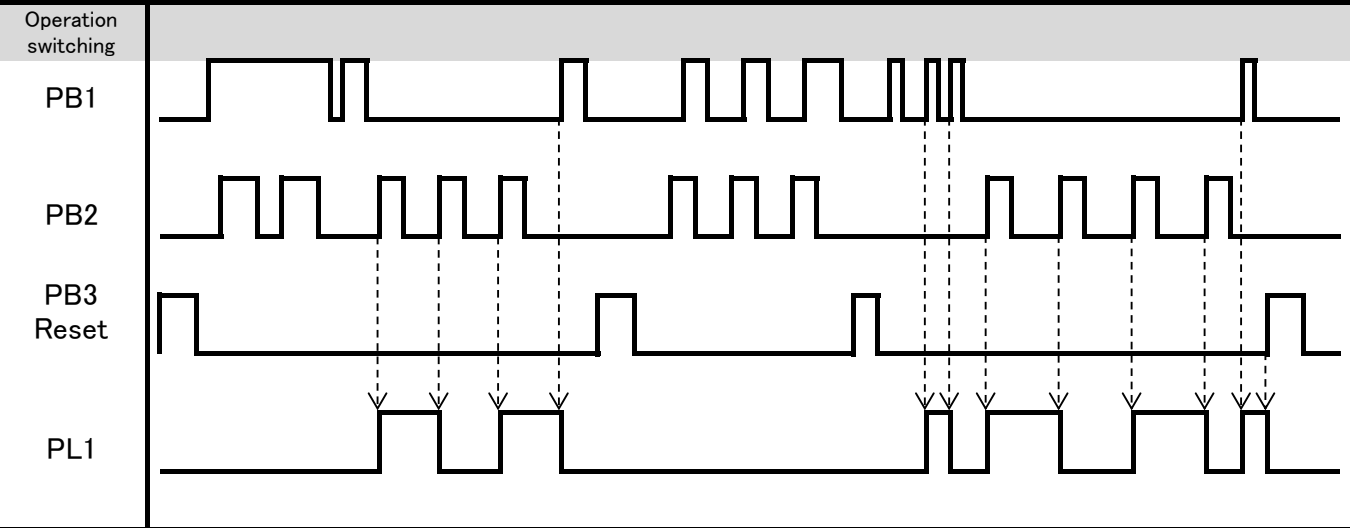 Operation
switching
PB1
PB2
PB3
Reset
PL1